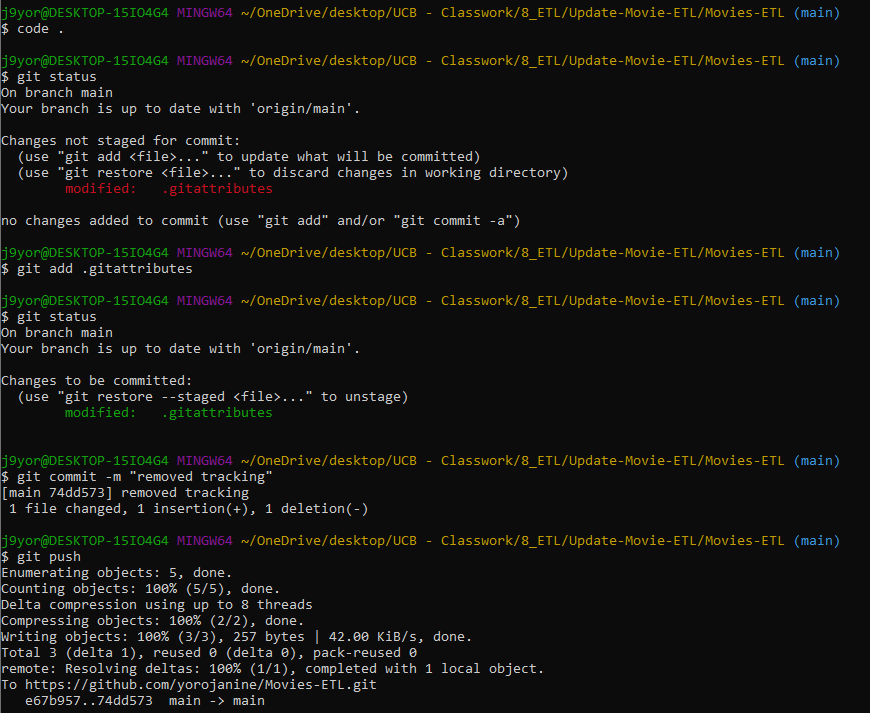 j9yor@DESKTOP-15IO4G4 MINGW64 ~/OneDrive/desktop/UCB - Classwork/8_ETL/Update-Movie-ETL/Movies-ETL (main)
$ code .

j9yor@DESKTOP-15IO4G4 MINGW64 ~/OneDrive/desktop/UCB - Classwork/8_ETL/Update-Movie-ETL/Movies-ETL (main)
$ git status
On branch main
Your branch is up to date with 'origin/main'.

Changes not staged for commit:
  (use "git add <file>..." to update what will be committed)
  (use "git restore <file>..." to discard changes in working directory)
        modified:   .gitattributes

no changes added to commit (use "git add" and/or "git commit -a")

j9yor@DESKTOP-15IO4G4 MINGW64 ~/OneDrive/desktop/UCB - Classwork/8_ETL/Update-Movie-ETL/Movies-ETL (main)
$ git add .gitattributes

j9yor@DESKTOP-15IO4G4 MINGW64 ~/OneDrive/desktop/UCB - Classwork/8_ETL/Update-Movie-ETL/Movies-ETL (main)
$ git status
On branch main
Your branch is up to date with 'origin/main'.

Changes to be committed:
  (use "git restore --staged <file>..." to unstage)
        modified:   .gitattributes


j9yor@DESKTOP-15IO4G4 MINGW64 ~/OneDrive/desktop/UCB - Classwork/8_ETL/Update-Movie-ETL/Movies-ETL (main)
$ git commit -m "removed tracking"
[main 74dd573] removed tracking
 1 file changed, 1 insertion(+), 1 deletion(-)

j9yor@DESKTOP-15IO4G4 MINGW64 ~/OneDrive/desktop/UCB - Classwork/8_ETL/Update-Movie-ETL/Movies-ETL (main)
$ git push
Enumerating objects: 5, done.
Counting objects: 100% (5/5), done.
Delta compression using up to 8 threads
Compressing objects: 100% (2/2), done.
Writing objects: 100% (3/3), 257 bytes | 42.00 KiB/s, done.
Total 3 (delta 1), reused 0 (delta 0), pack-reused 0
remote: Resolving deltas: 100% (1/1), completed with 1 local object.
To https://github.com/yorojanine/Movies-ETL.git
   e67b957..74dd573  main -> main